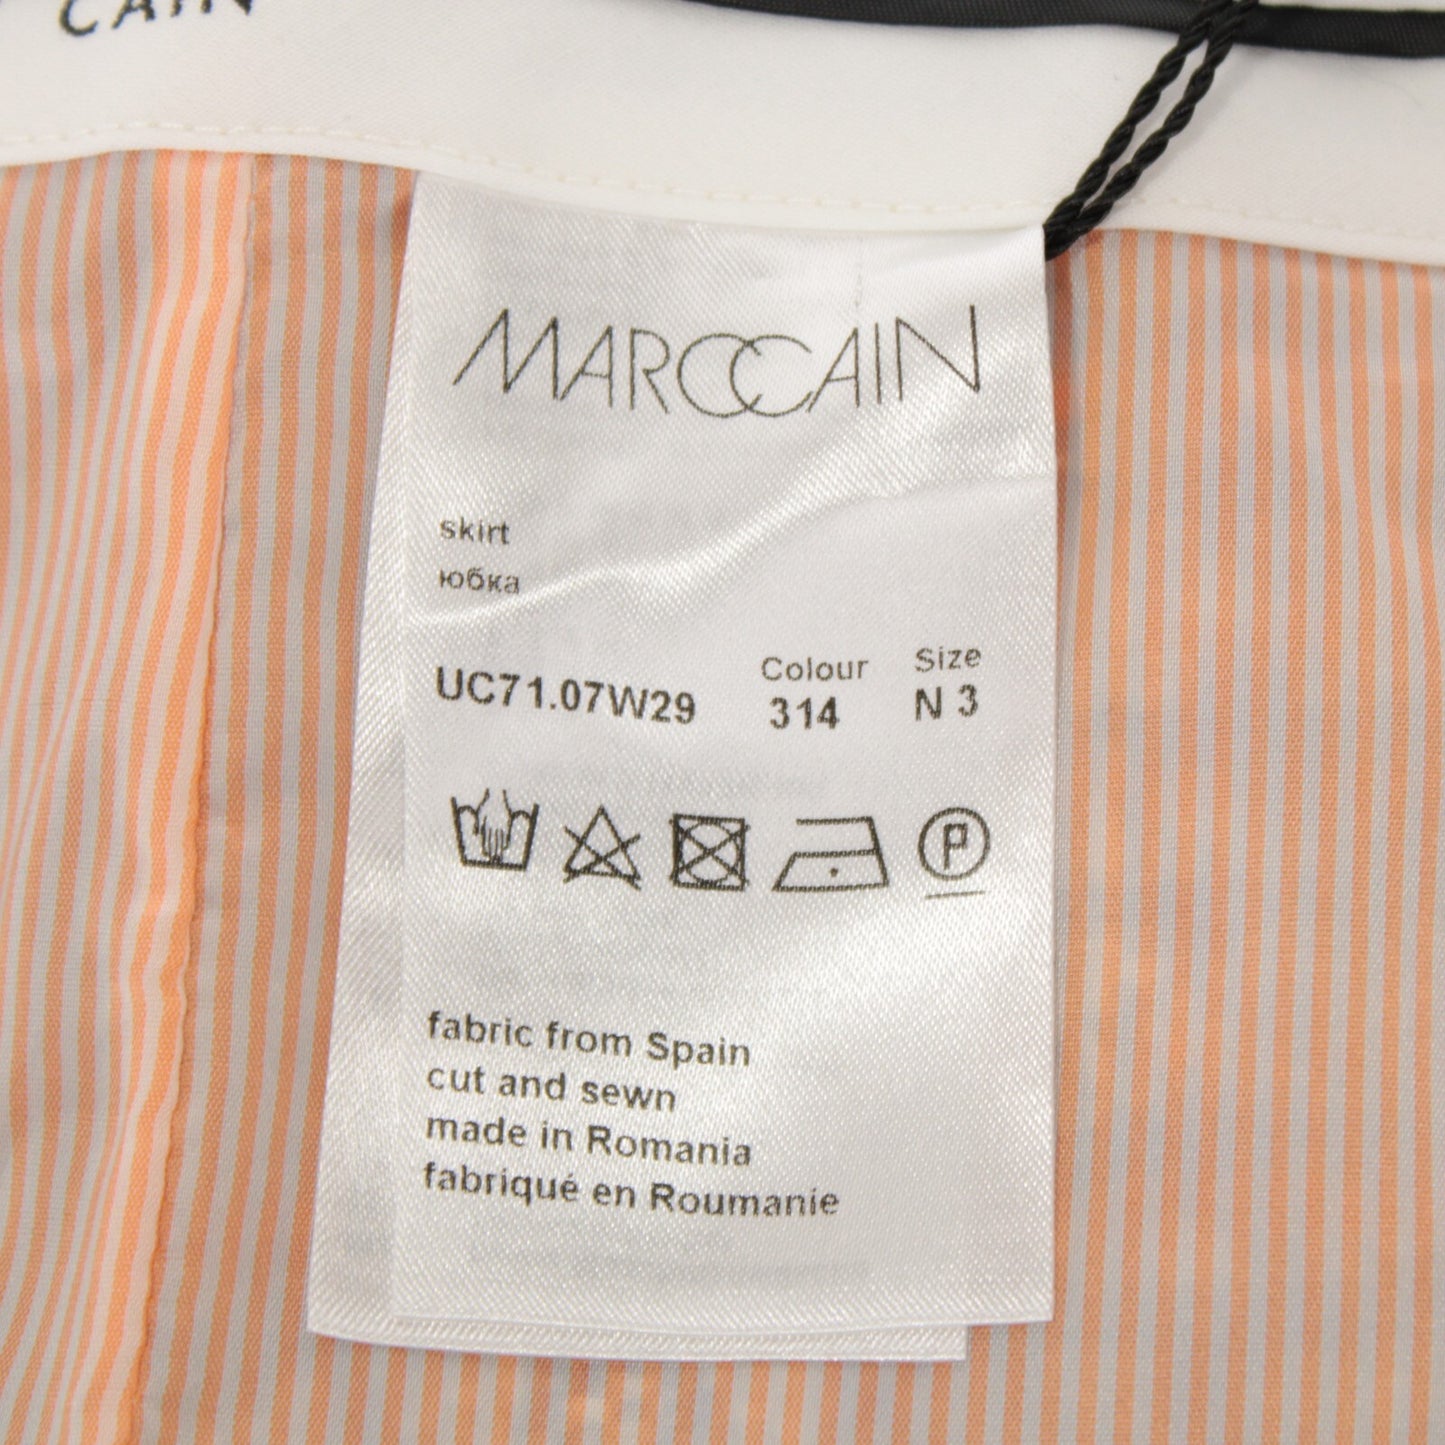 CAIN
MARCCAIN
skirt
юбка
Colour Size
UC71.07W29 314 N 3
P
fabric from Spain
cut and sewn
made in Romania
fabriqué en Roumanie